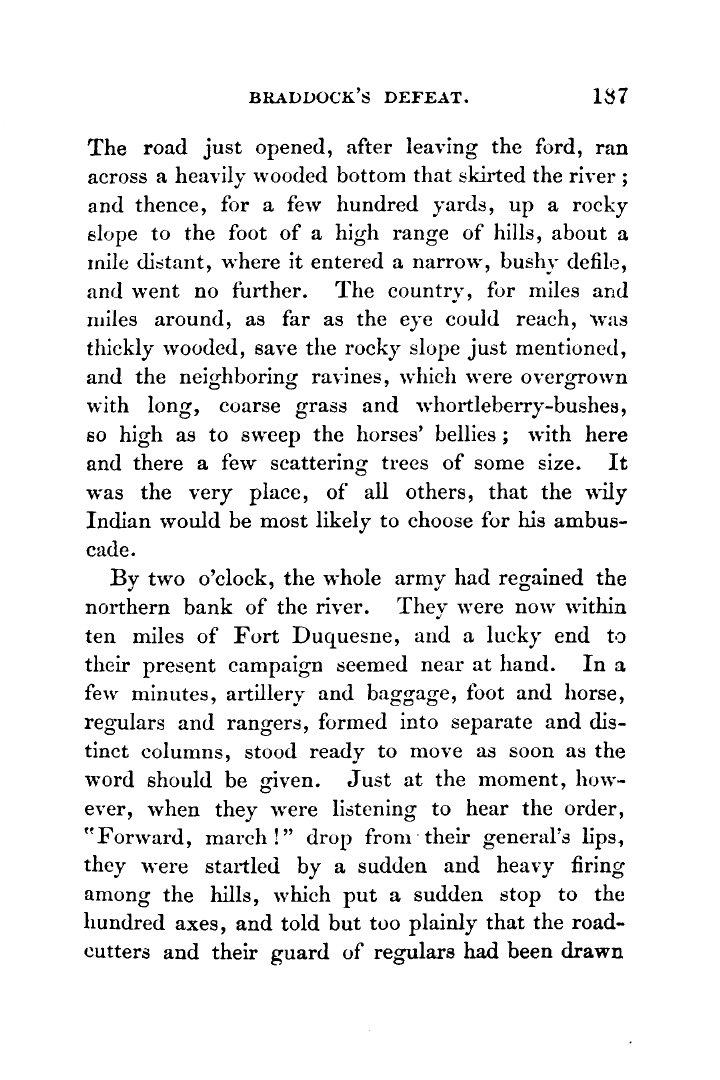 BRADDOCK'S DEFEAT. 187
The road just opened, after leaving the ford, ran
across a heavily wooded bottom that skirted the river ;
and thence, for a few hundred yards, up a rocky
slope to the foot of a high range of hills, about a
mile distant, where it entered a narrow, bushy defile,
and went no further. The country, for miles and
miles around, as far as the eye could reach, was
thickly wooded, save the rocky slope just mentioned,
and the neighboring ravines, which were overgrown
with long, coarse grass and whortleberry-bushes,
so high as to sweep the horses' bellies ; with here
and there a few scattering trees of some size. It
was the very place, of all others, that the wily
Indian would be most likely to choose for his ambus-
cade.
By two o'clock, the whole army had regained the
northern bank of the river. They were now within
ten miles of Fort Duquesne, and a lucky end to
their present campaign seemed near at hand. In a
few minutes, artillery and baggage, foot and horse,
regulars and rangers, formed into separate and dis-
tinct columns, stood ready to move as soon as the
word should be given. Just at the moment, how-
ever, when they were listening to hear the order,
"Forward, march !" drop from their general's lips,
they were startled by a sudden and heavy firing
among the hills, which put a sudden stop to the
hundred axes, and told but too plainly that the road-
cutters and their guard of regulars had been drawn